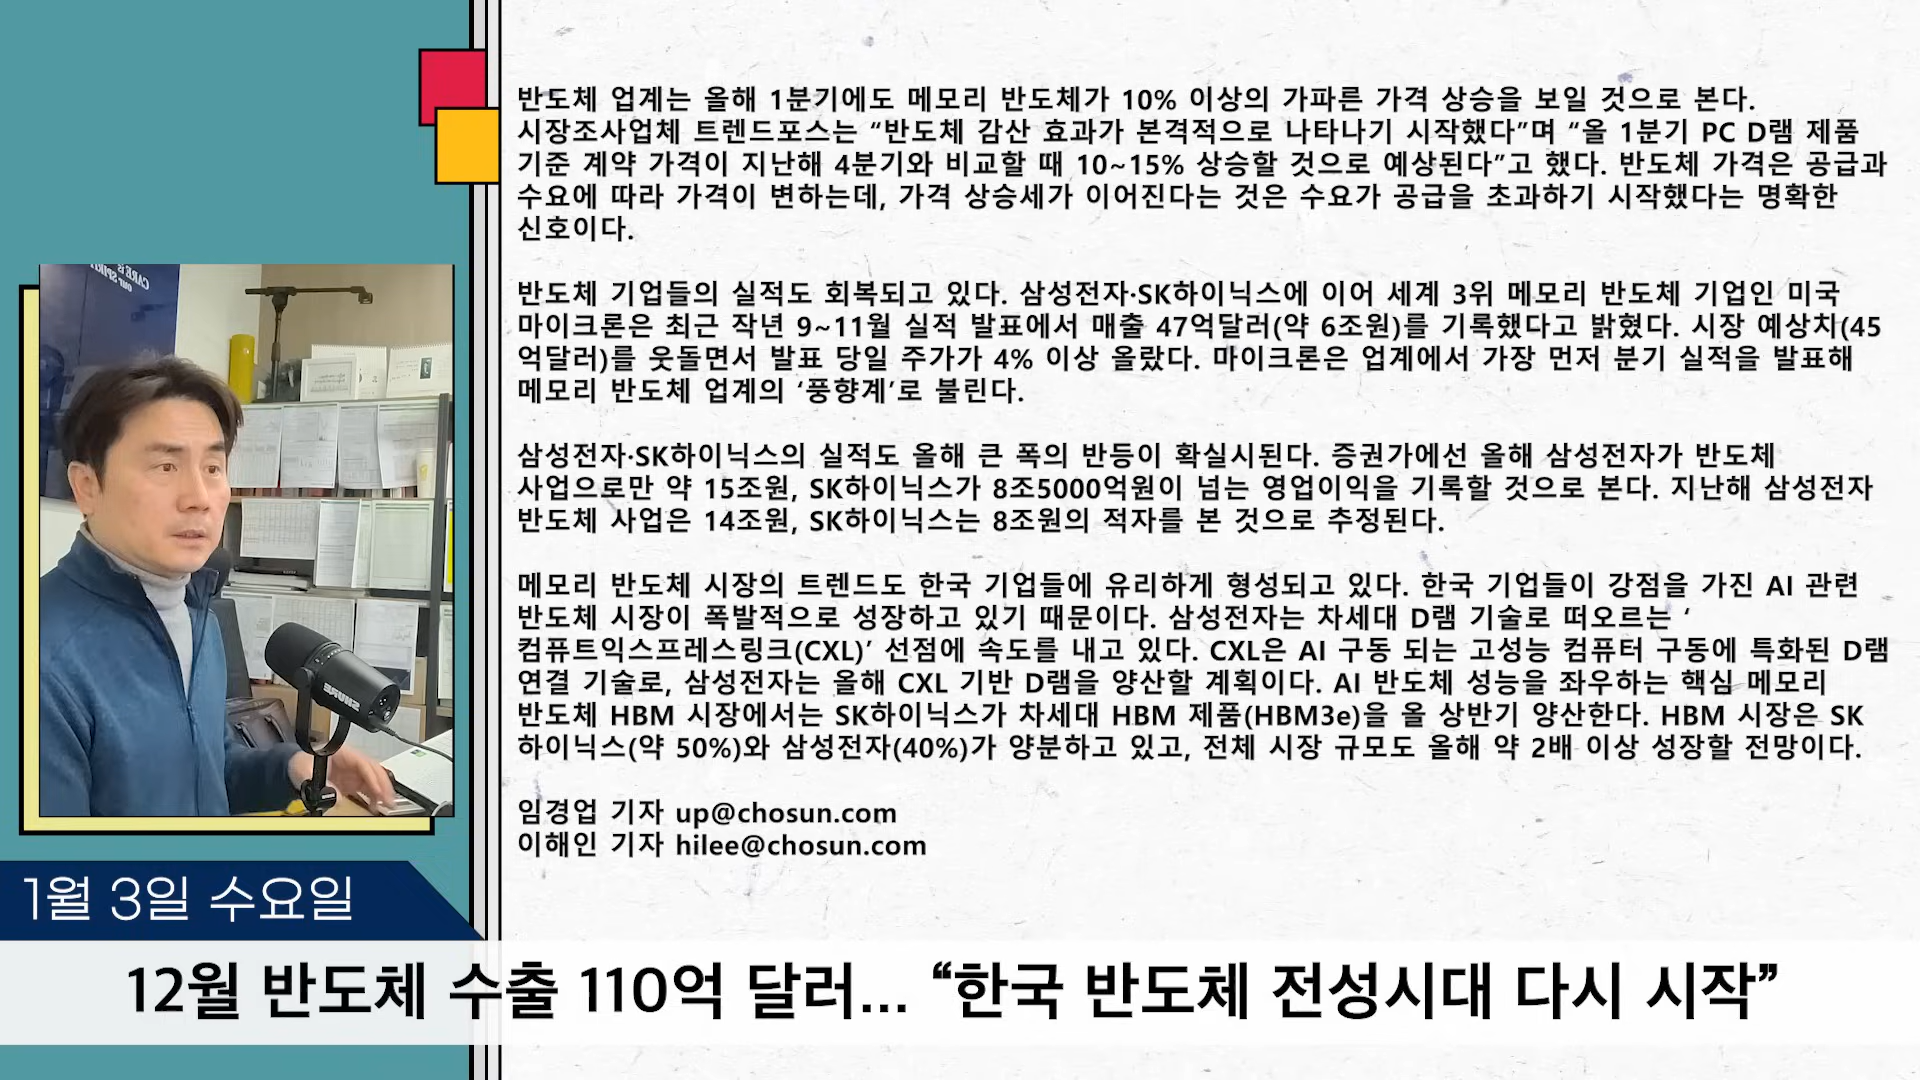 반도체 업계는 올해 1분기에도 메모리 반도체가 10% 이상의 가파른 가격 상승을 보일 것으로 본다.
시장조사업체 트렌드포스는 “반도체 감산 효과가 본격적으로 나타나기 시작했다”며 “올 1분기 PC D램 제품
기준 계약 가격이 지난해 4분기와 비교할 때 10~15% 상승할 것으로 예상된다”고 했다. 반도체 가격은 공급과
수요에 따라 가격이 변하는데, 가격 상승세가 이어진다는 것은 수요가 공급을 초과하기 시작했다는 명확한
신호이다.
반도체 기업들의 실적도 회복되고 있다. 삼성전자·SK하이닉스에 이어 세계 3위 메모리 반도체 기업인 미국
마이크론은 최근 작년 9~11월 실적 발표에서 매출 47억달러(약 6조원)를 기록했다고 밝혔다. 시장 예상치(45
억달러)를 웃돌면서 발표 당일 주가가 4% 이상 올랐다. 마이크론은 업계에서 가장 먼저 분기 실적을 발표해
메모리 반도체 업계의 ‘풍향계’로 불린다.
삼성전자·SK하이닉스의 실적도 올해 큰 폭의 반등이 확실시된다. 증권가에선 올해 삼성전자가 반도체
사업으로만 약 15조원, SK하이닉스가 8조5000억원이 넘는 영업이익을 기록할 것으로 본다. 지난해 삼성전자
반도체 사업은 14조원, SK하이닉스는 8조원의 적자를 본 것으로 추정된다.
메모리 반도체 시장의 트렌드도 한국 기업들에 유리하게 형성되고 있다. 한국 기업들이 강점을 가진 AI 관련
반도체 시장이 폭발적으로 성장하고 있기 때문이다. 삼성전자는 차세대 D램 기술로 떠오르는 ‘
컴퓨트익스프레스링크(CXL)’ 선점에 속도를 내고 있다. CXL은 AI 구동 되는 고성능 컴퓨터 구동에 특화된 D램
연결 기술로, 삼성전자는 올해 CXL 기반 D램을 양산할 계획이다. AI 반도체 성능을 좌우하는 핵심 메모리
반도체 HBM 시장에서는 SK하이닉스가 차세대 HBM 제품(HBM3e)을 올 상반기 양산한다. HBM 시장은 SK
하이닉스(약 50%)와 삼성전자(40%)가 양분하고 있고, 전체 시장 규모도 올해 약 2배 이상 성장할 전망이다.
임경업 기자 up@chosun.com
이해인 기자 hilee@chosun.com
SHURE
1월 3일 수요일
12월 반도체 수출 110억 달러... “한국 반도체 전성시대 다시 시작”